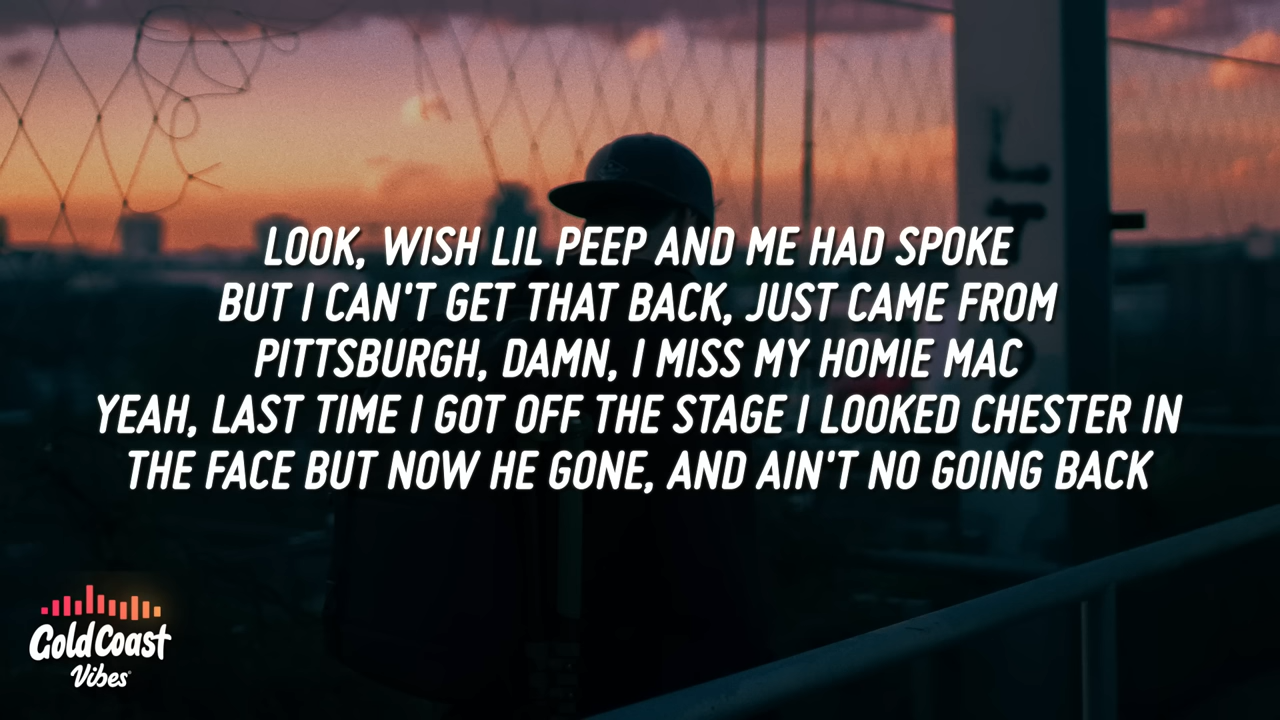 LOOK, WISH LIL PEEP AND ME HAD SPOKE
BUT I CAN'T GET THAT BACK, JUST CAME FROM
PITTSBURGH, DAMN, I MISS MY HOMIE MAC
YEAH, LAST TIME I GOT OFF THE STAGE I LOOKED CHESTER IN
THE FACE BUT NOW HE GONE, AND AIN'T NO GOING BACK
Gold Coast
Vibes